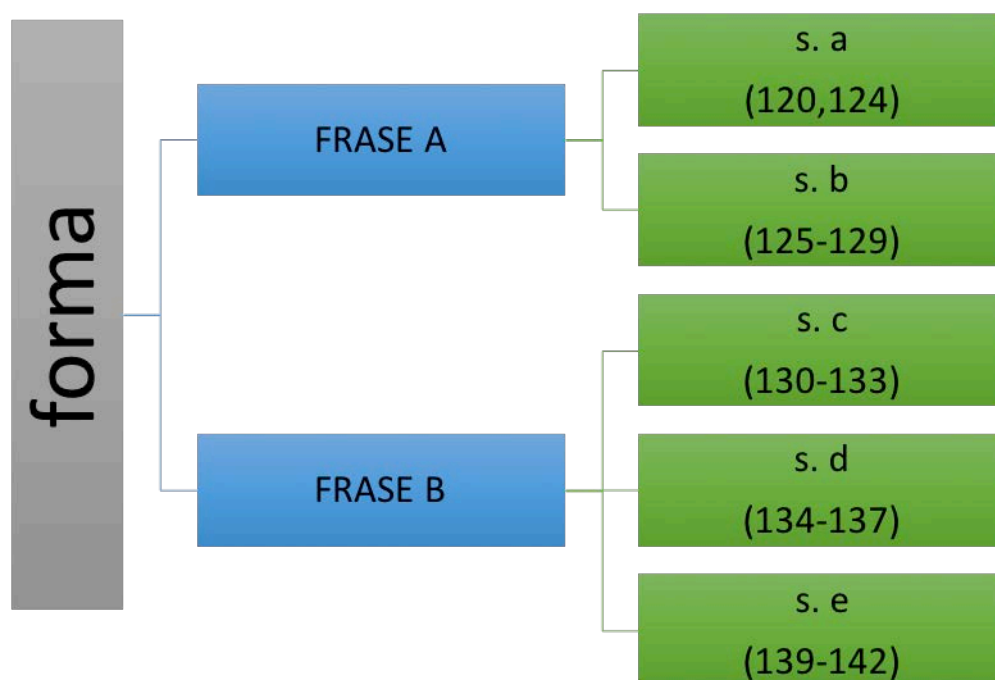 forma
FRASE A
s. a
(120,124)
s. b
(125-129)
FRASE B
s. c
(130-133)
s. d
(134-137)
s. e
(139-142)